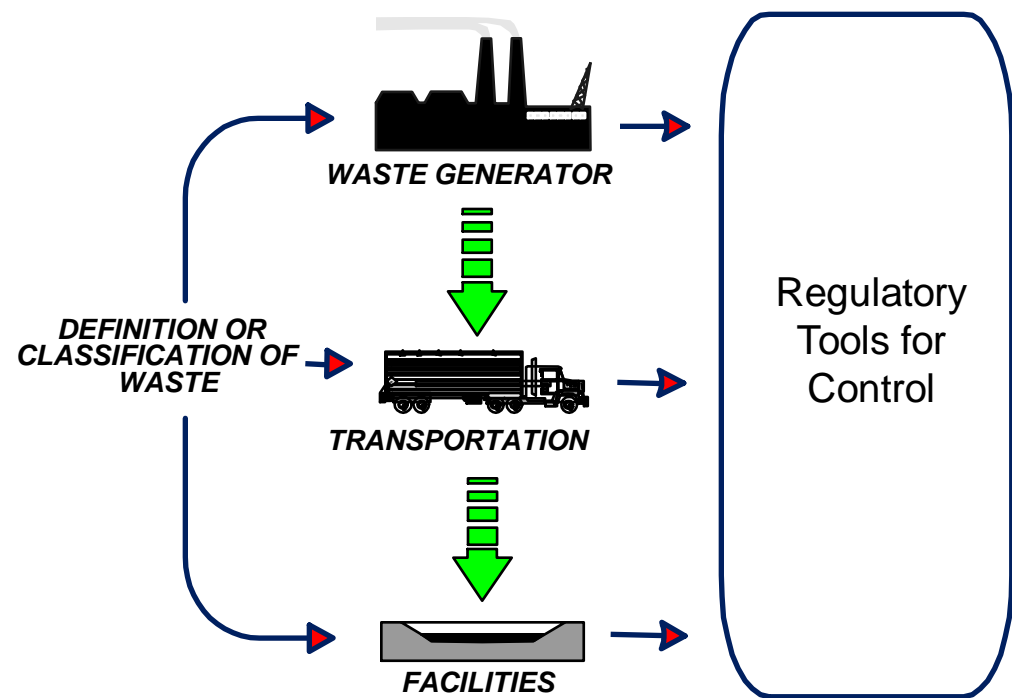 WASTE GENERATOR
DEFINITION OR
CLASSIFICATION OF
WASTE
TRANSPORTATION
FACILITIES
Regulatory
Tools for
Control